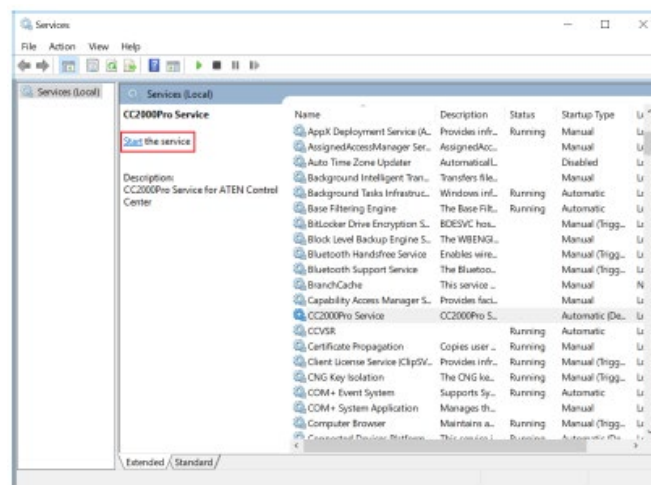 Services
File Action View Help
Services (Local)
Services (Local)
CC2000Pro Service
Start the service
Description:
CC2000Pro Service for ATEN Control
Center
Name Description Status Startup Type
AppX Deployment Service (A... Provides infr... Running Manual
AssignedAccessManager Ser... AssignedAcc... Manual
Auto Time Zone Updater Automaticall... Disabled
Background Intelligent Tran... Transfers file... Manual
Background Tasks Infrastruc... Windows inf... Running Automatic
Base Filtering Engine The Base Filt... Running Automatic
BitLocker Drive Encryption S... BDESVC hos... Manual (Trigg...
Block Level Backup Engine S... The WBENGI... Manual
Bluetooth Handsfree Service Enables wire... Manual (Trigg...
Bluetooth Support Service The Bluetoo... Manual (Trigg...
BranchCache This service ... Manual N
Capability Access Manager S... Provides faci... Manual
CC2000Pro Service CC2000Pro S... Automatic (De...
CCVSR Running Automatic
Certificate Propagation Copies user ... Running Manual
Client License Service (ClipSV... Provides infr... Running Manual (Trigg...
CNG Key Isolation The CNG ke... Running Manual (Trigg...
COM+ Event System Supports Sy... Running Automatic
COM+ System Application Manages th... Manual
Computer Browser Maintains a... Running Manual (Trigg...
Connected Devices Platform This service i Running Automatic (De
Extended Standard